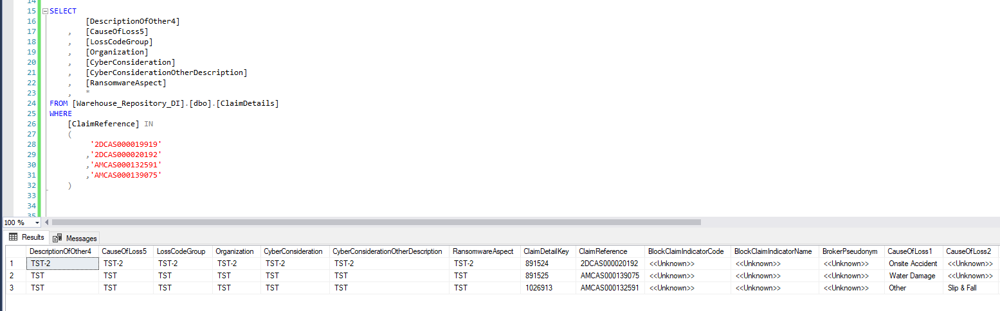 14
15 SELECT
16 [DescriptionOfOther4]
17 , [CauseOfLoss5]
18 , [LossCodeGroup]
19 , [Organization]
20 , [CyberConsideration]
21 , [CyberConsiderationOtherDescription]
22 , [RansomwareAspect]
23 , *
24 FROM [Warehouse_Repository_DI].[dbo].[ClaimDetails]
25 WHERE
26 [ClaimReference] IN
27 (
28 '2DCAS000019919'
29 ,'2DCAS000020192'
30 ,'AMCAS000132591'
31 ,'AMCAS000139075'
32 )
33
34
35
100 %
Results Messages
DescriptionOfOther4 CauseOfLoss5 LossCodeGroup Organization CyberConsideration CyberConsiderationOtherDescription RansomwareAspect ClaimDetailKey ClaimReference BlockClaimIndicatorCode BlockClaimIndicatorName BrokerPseudonym CauseOfLoss1 CauseOfLoss2
1 TST-2 TST-2 TST-2 TST-2 TST-2 TST-2 TST-2 891524 2DCAS000020192 <<Unknown>> <<Unknown>> <<Unknown>> Onsite Accident <<Unknown>>
2 TST TST TST TST TST TST TST 891525 AMCAS000139075 <<Unknown>> <<Unknown>> <<Unknown>> Water Damage <<Unknown>>
3 TST TST TST TST TST TST TST 1026913 AMCAS000132591 <<Unknown>> <<Unknown>> <<Unknown>> Other Slip & Fall